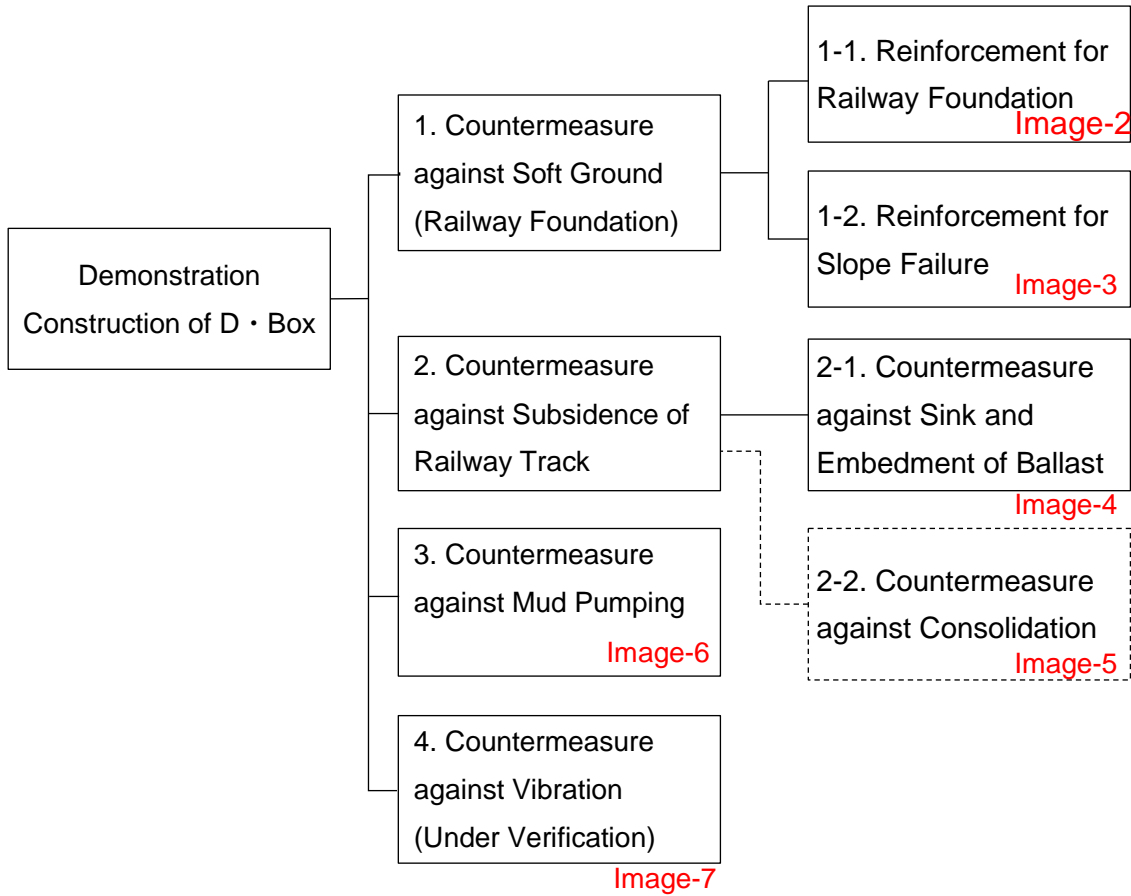 Demonstration
Construction of D・Box
1. Countermeasure
against Soft Ground
(Railway Foundation)
1-1. Reinforcement for
Railway Foundation
Image-2
1-2. Reinforcement for
Slope Failure
Image-3
2. Countermeasure
against Subsidence of
Railway Track
2-1. Countermeasure
against Sink and
Embedment of Ballast
Image-4
2-2. Countermeasure
against Consolidation
Image-5
3. Countermeasure
against Mud Pumping
Image-6
4. Countermeasure
against Vibration
(Under Verification)
Image-7